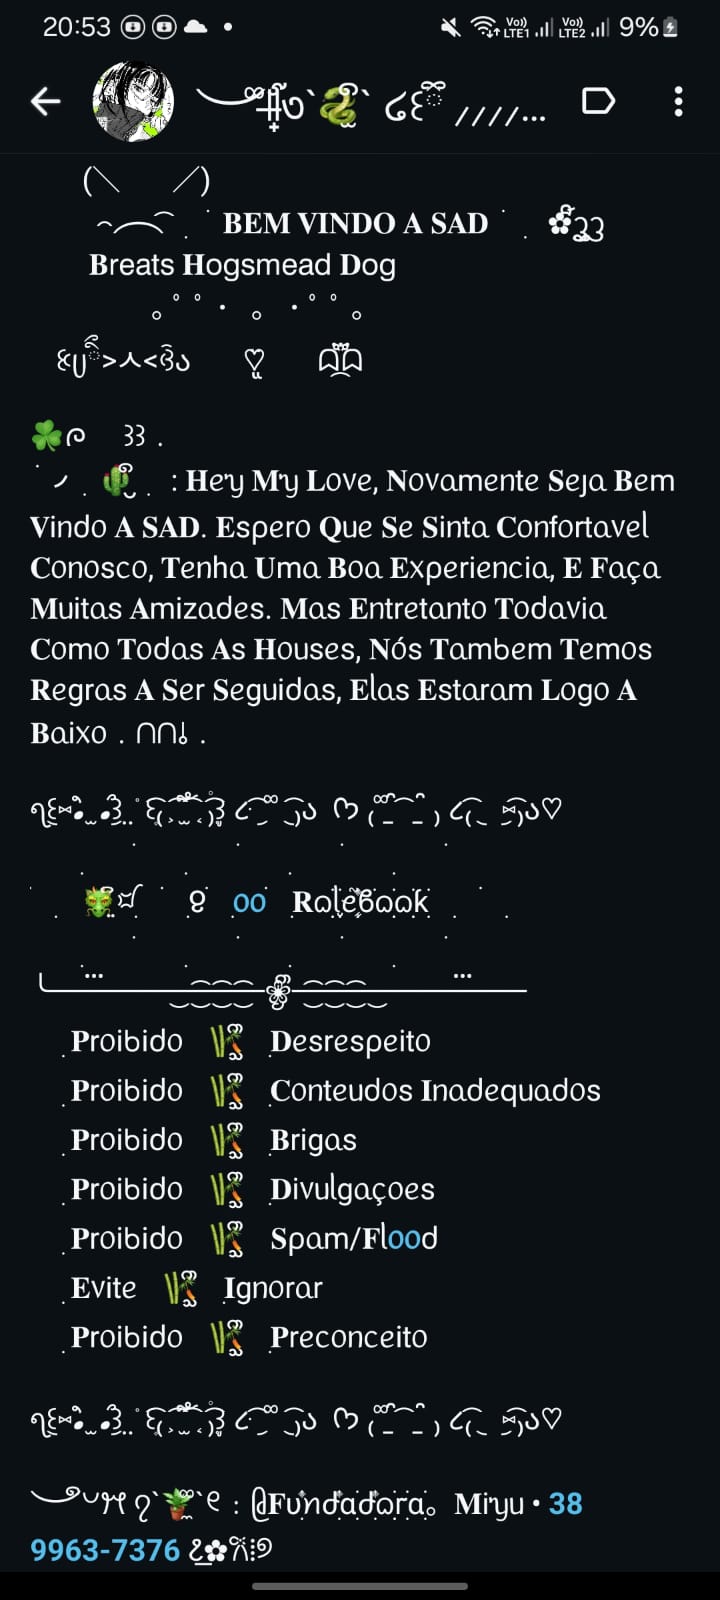 20:53 9%
BEM VINDO A SAD
Breats Hogsmead Dog
: Hey My Love, Novamente Seja Bem
Vindo A SAD. Espero Que Se Sinta Confortavel
Conosco, Tenha Uma Boa Experiencia, E Faça
Muitas Amizades. Mas Entretanto Todavia
Como Todas As Houses, Nós Tambem Temos
Regras A Ser Seguidas, Elas Estaram Logo A
Baixo .
oo Rolebook
Proibido Desrespeito
Proibido Conteudos Inadequados
Proibido Brigas
Proibido Divulgaçoes
Proibido Spam/Flood
Evite Ignorar
Proibido Preconceito
: @Fundadora. Miyu • 38
9963-7376